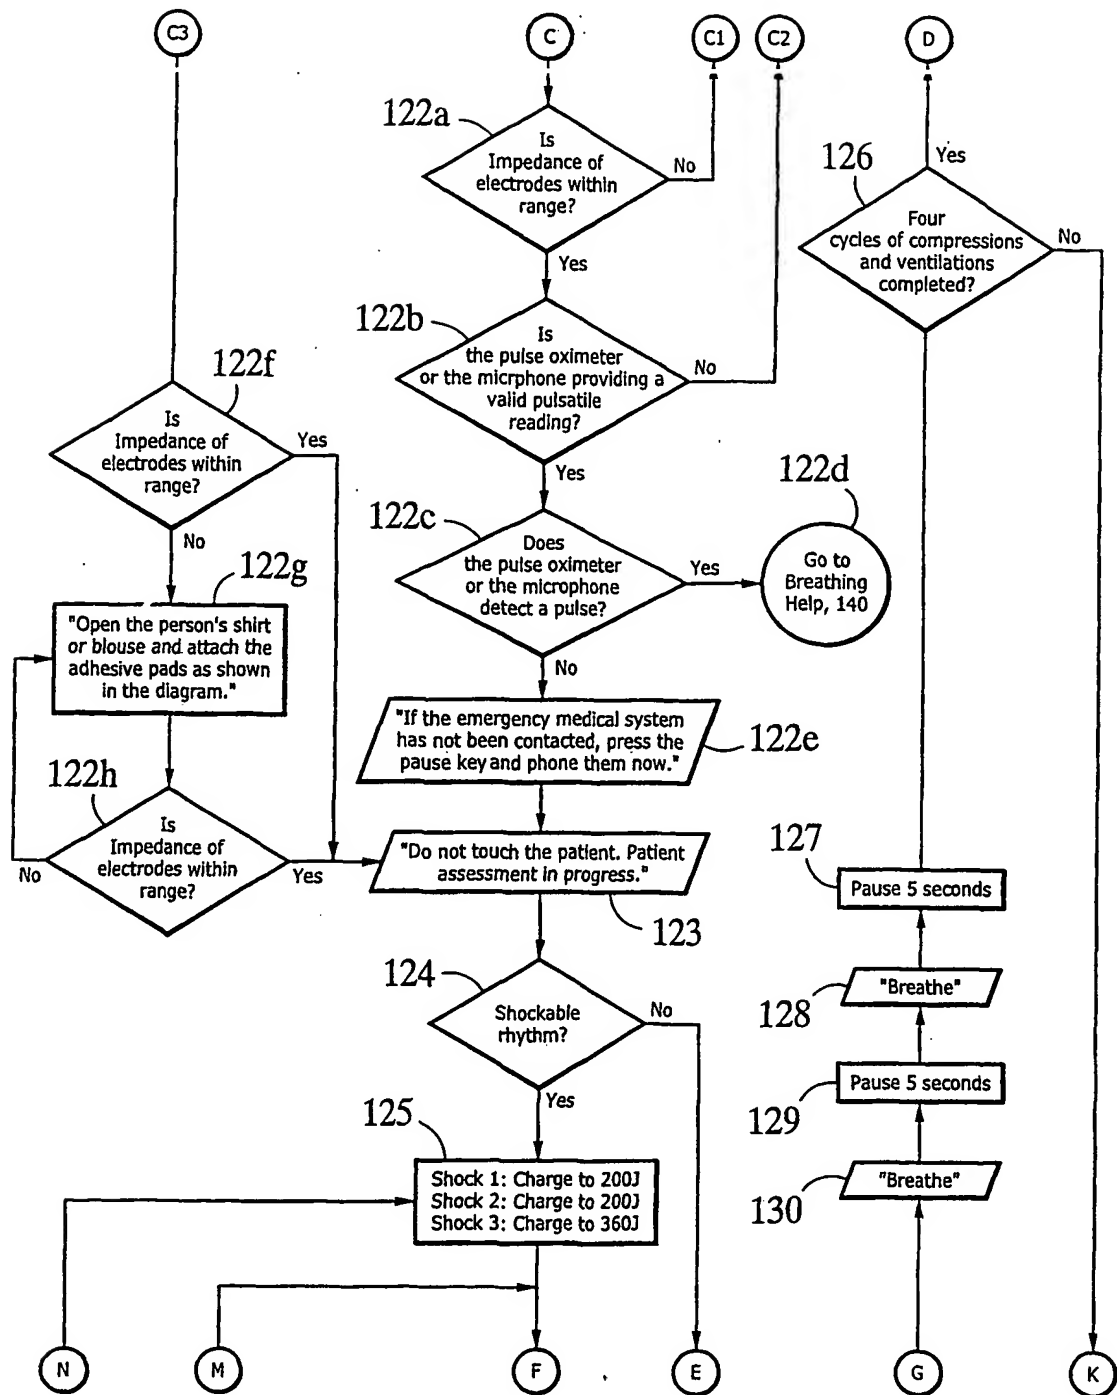 C3
C
C1
C2
D
122a
Is
Impedance of
electrodes within
range?
No
Yes
126
Yes
Four
cycles of compressions
and ventilations
completed?
No
122b
Is
the pulse oximeter
or the micrphone providing a
valid pulsatile
reading?
No
Yes
122f
Is
Impedance of
electrodes within
range?
Yes
No
122c
Does
the pulse oximeter
or the microphone
detect a pulse?
Yes
No
122d
Go to
Breathing
Help, 140
122g
"Open the person's shirt
or blouse and attach the
adhesive pads as shown
in the diagram."
"If the emergency medical system
has not been contacted, press the
pause key and phone them now."
122e
122h
Is
Impedance of
electrodes within
range?
No
Yes
"Do not touch the patient. Patient
assessment in progress."
123
127
Pause 5 seconds
124
Shockable
rhythm?
No
Yes
"Breathe"
128
Pause 5 seconds
129
125
Shock 1: Charge to 200J
Shock 2: Charge to 200J
Shock 3: Charge to 360J
"Breathe"
130
N
M
F
E
G
K